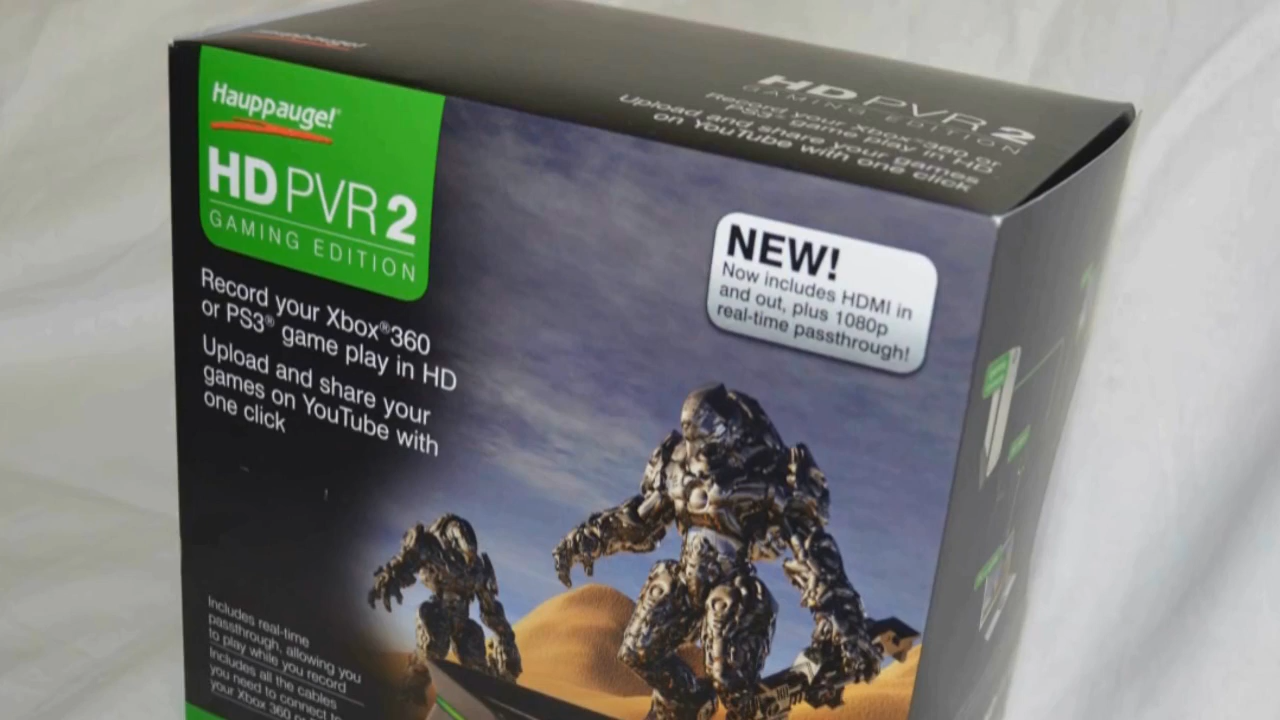 Hauppauge!
HD PVR 2
GAMING EDITION
Record your Xbox®360 or
PS3® game play in HD
Upload and share your games
on YouTube with one click
Hauppauge!®
HD PVR 2
GAMING EDITION
Record your Xbox®360
or PS3® game play in HD
Upload and share your
games on YouTube with
one click
NEW!
Now includes HDMI in
and out, plus 1080p
real-time passthrough!
Includes real-time
passthrough, allowing you
to play while you record
Includes all the cables
you need to connect to
your Xbox 360